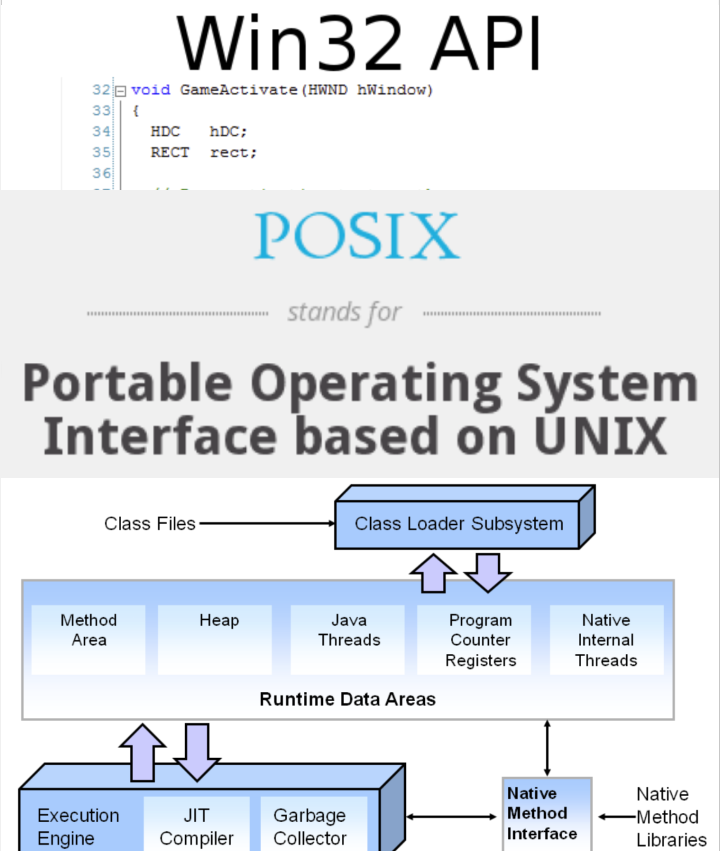 Win32 API
32 void GameActivate(HWND hWindow)
33 {
34 HDC hDC;
35 RECT rect;
36
POSIX
stands for
Portable Operating System
Interface based on UNIX
Class Files
Class Loader Subsystem
Method
Area
Heap
Java
Threads
Program
Counter
Registers
Native
Internal
Threads
Runtime Data Areas
Execution
Engine
JIT
Compiler
Garbage
Collector
Native
Method
Interface
Native
Method
Libraries